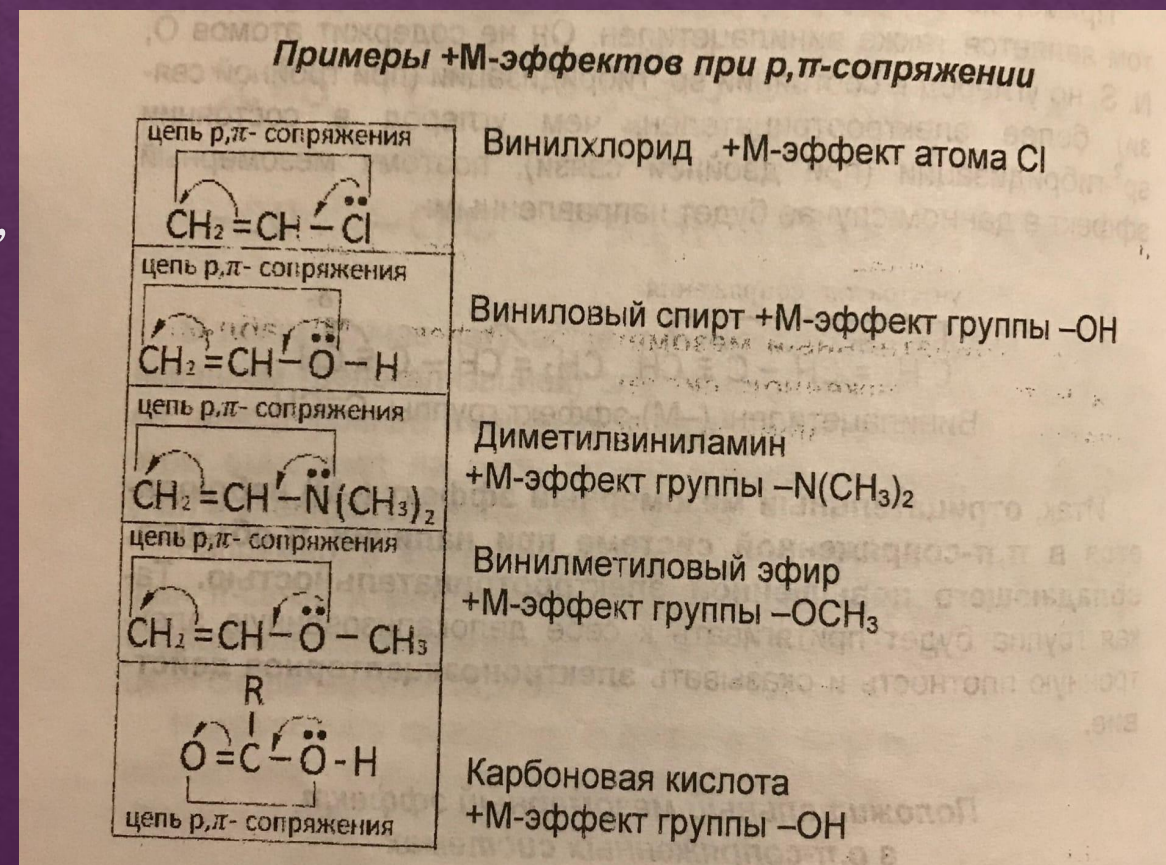 Примеры +М-эффектов при р,π-сопряжении
цепь р,π- сопряжения
CH₂=CH–Cl
Винилхлорид +М-эффект атома Cl
цепь р,π- сопряжения
CH₂=CH–O–H
Виниловый спирт +М-эффект группы –OH
цепь р,π- сопряжения
CH₂=CH–N(CH₃)₂
Диметилвиниламин
+М-эффект группы –N(CH₃)₂
цепь р,π- сопряжения
CH₂=CH–O–CH₃
Винилметиловый эфир
+М-эффект группы –OCH₃
R
O=C–O-H
цепь р,π- сопряжения
Карбоновая кислота
+М-эффект группы –OH